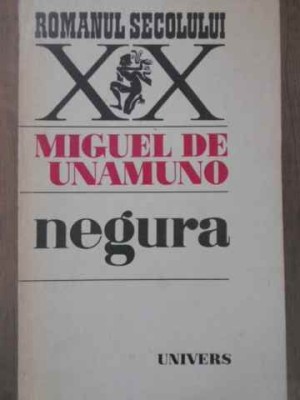 ROMANUL SECOLULUI
XX
MIGUEL DE
UNAMUNO
negura
UNIVERS